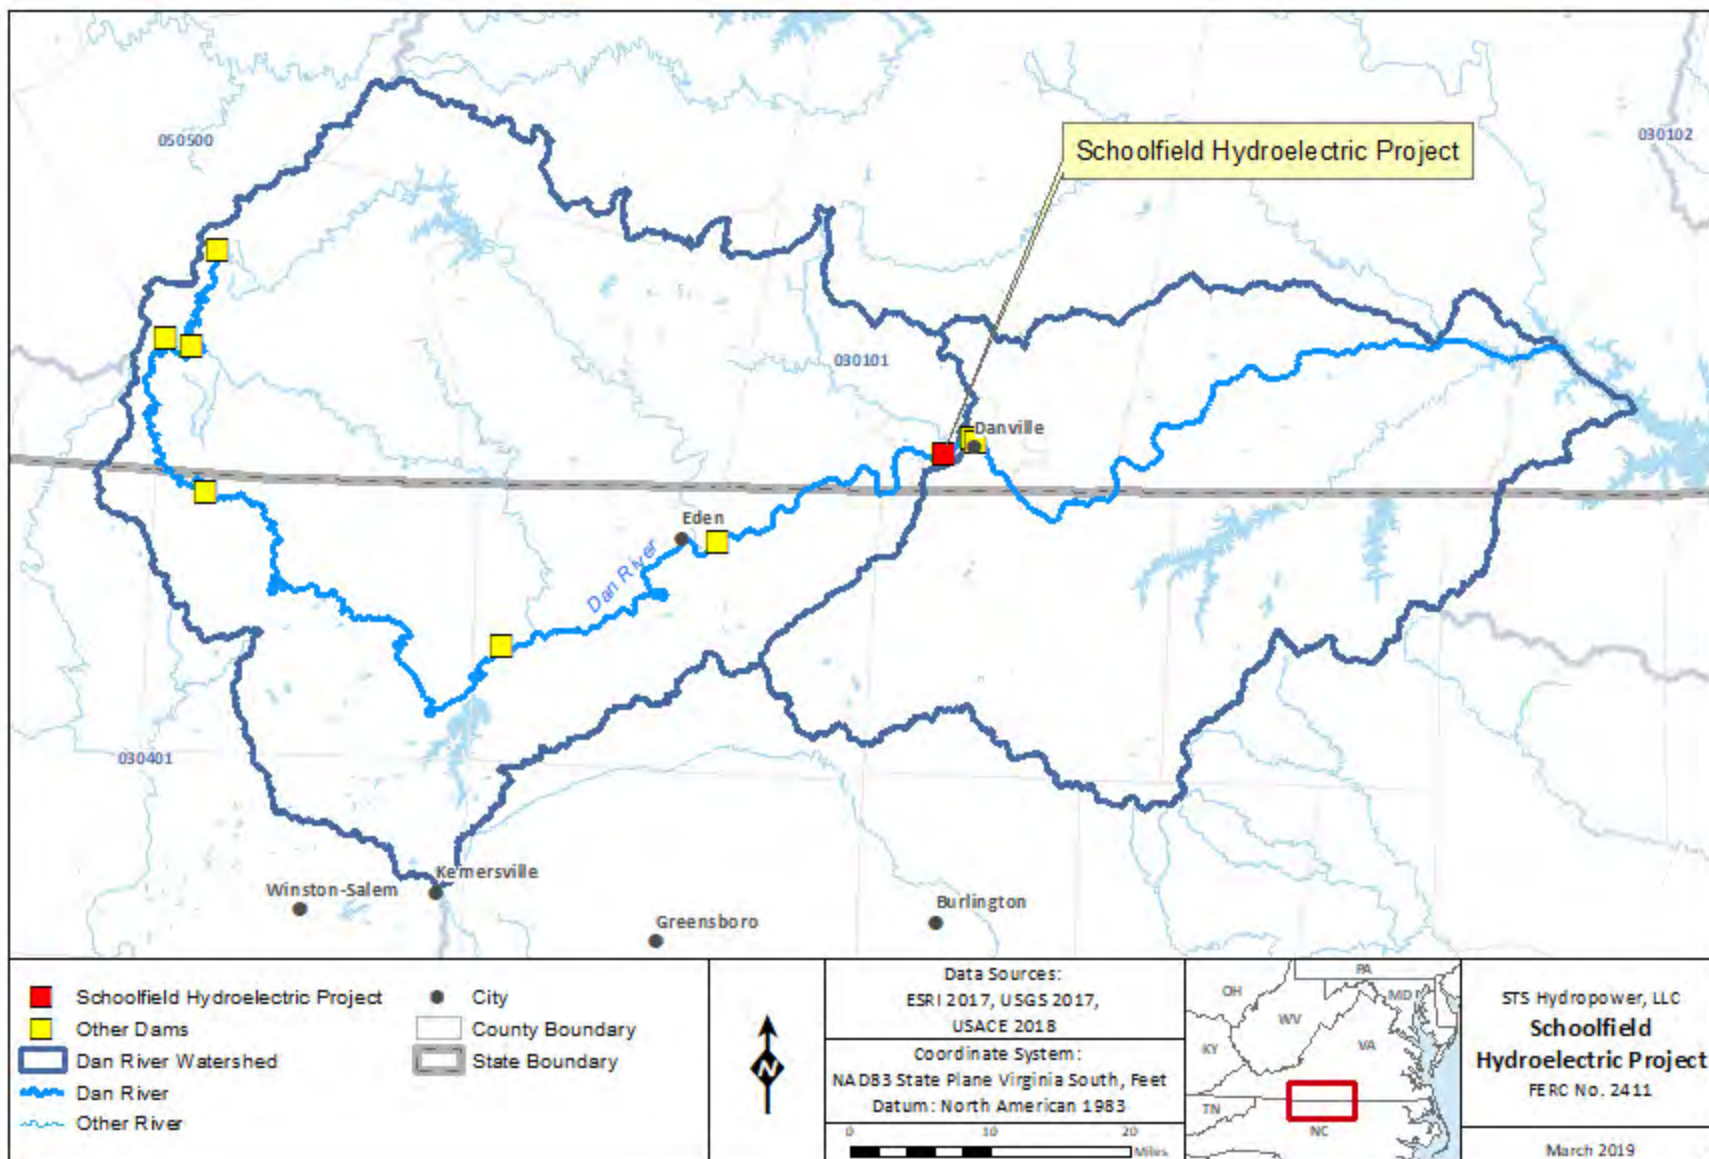 050500
030102
Schoolfield Hydroelectric Project
030101
Danville
Eden
Dan River
030401
Kernersville
Winston-Salem
Greensboro
Burlington
Schoolfield Hydroelectric Project
Other Dams
Dan River Watershed
Dan River
Other River
City
County Boundary
State Boundary
N
Data Sources:
ESRI 2017, USGS 2017,
USACE 2018
Coordinate System:
NAD83 State Plane Virginia South, Feet
Datum: North American 1983
0 10 20
Miles
PA
OH
MD
WV
KY
VA
TN
NC
STS Hydropower, LLC
Schoolfield
Hydroelectric Project
FERC No. 2411
March 2019